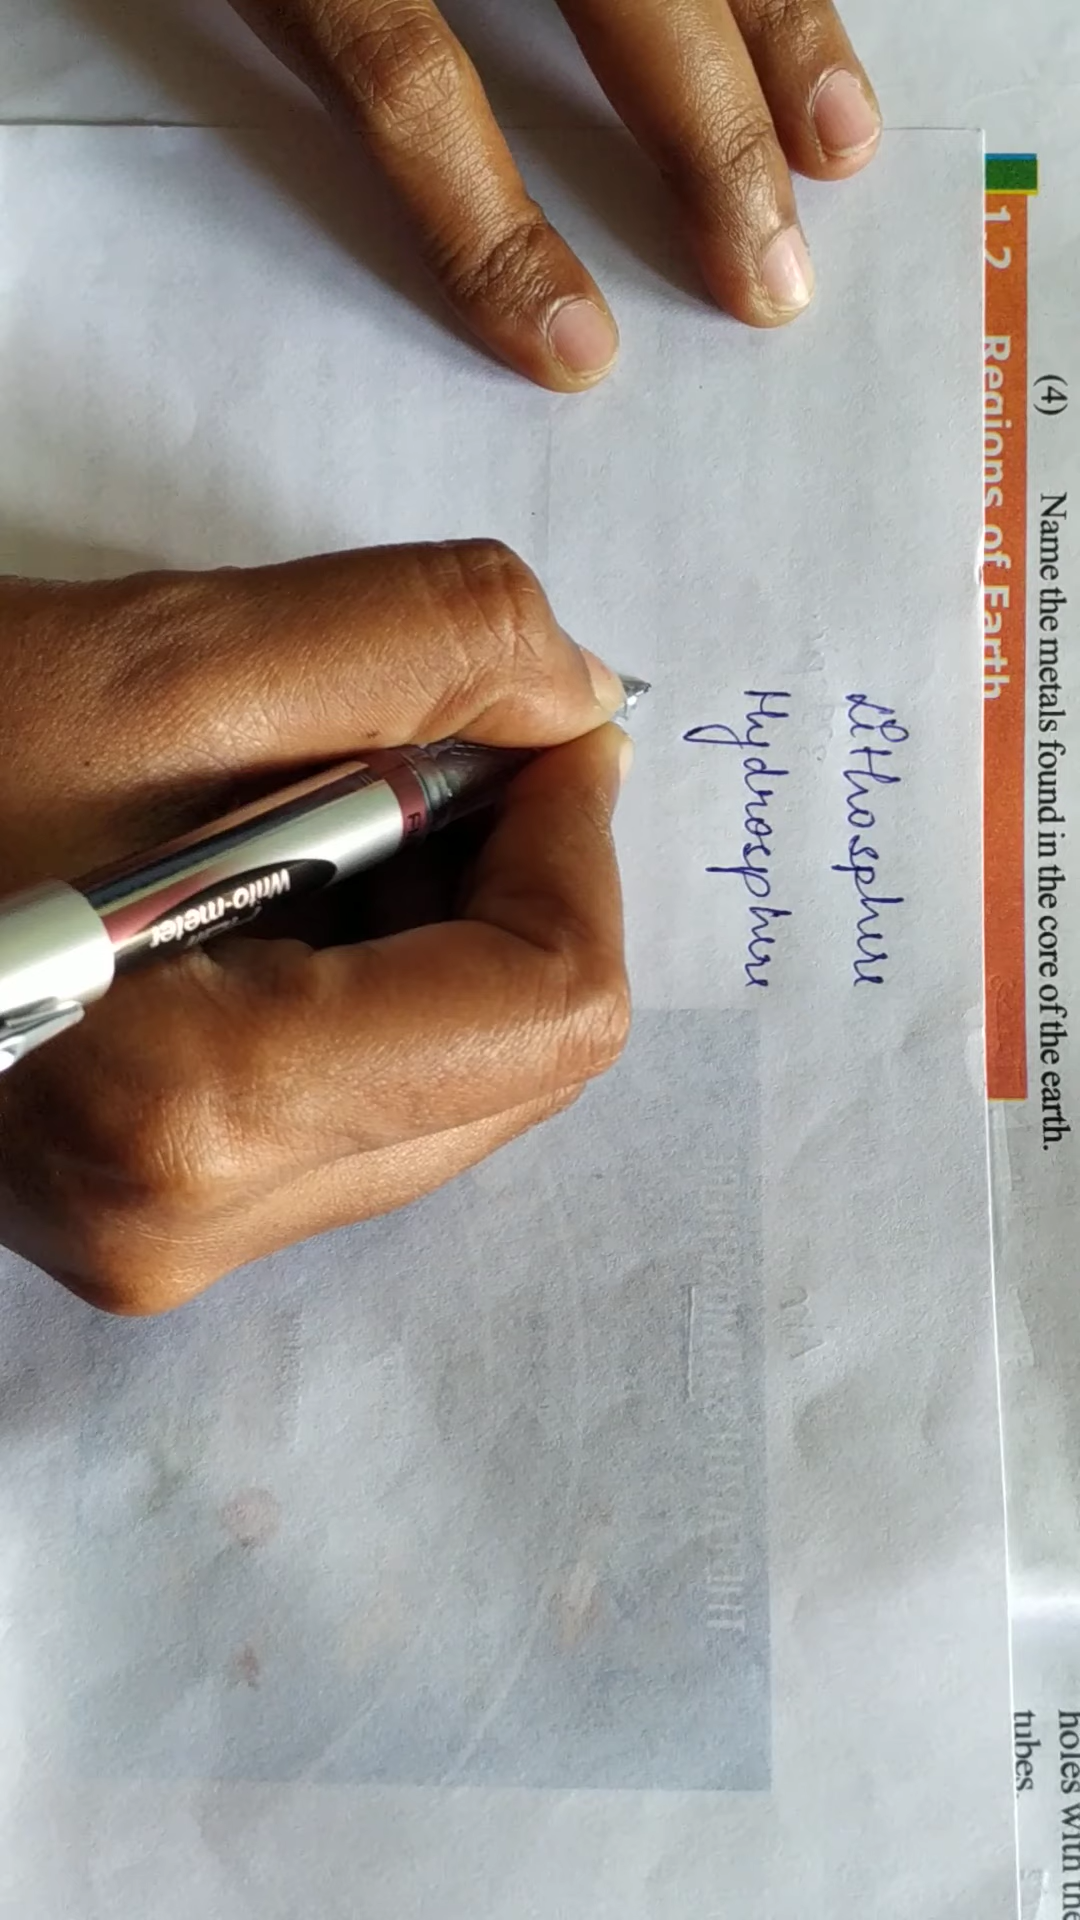 (4) Name the metals found in the core of the earth.
1.2 Regions of Earth
holes with the
tubes.
Lithosphere
Hydrosphere
Write-meter